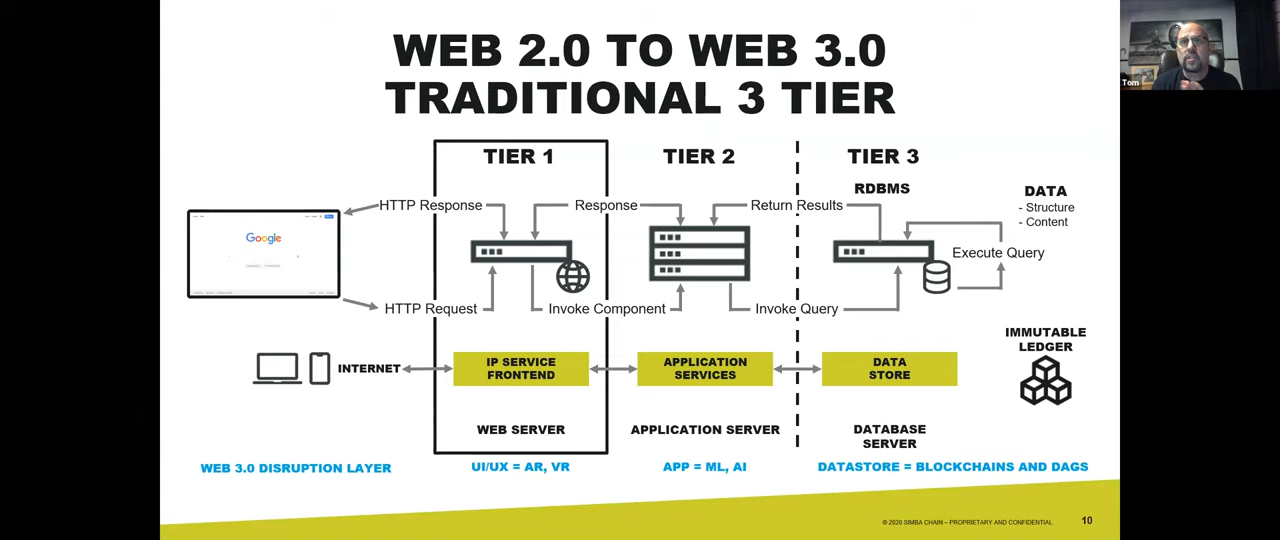 WEB 2.0 TO WEB 3.0
TRADITIONAL 3 TIER
Tom
TIER 1
TIER 2
TIER 3
RDBMS
DATA
- Structure
- Content
HTTP Response
Response
Return Results
Google
Execute Query
HTTP Request
Invoke Component
Invoke Query
IMMUTABLE
LEDGER
INTERNET
IP SERVICE
FRONTEND
APPLICATION
SERVICES
DATA
STORE
WEB SERVER
APPLICATION SERVER
DATABASE
SERVER
WEB 3.0 DISRUPTION LAYER
UI/UX = AR, VR
APP = ML, AI
DATASTORE = BLOCKCHAINS AND DAGS
© 2020 SIMBA CHAIN – PROPRIETARY AND CONFIDENTIAL
10